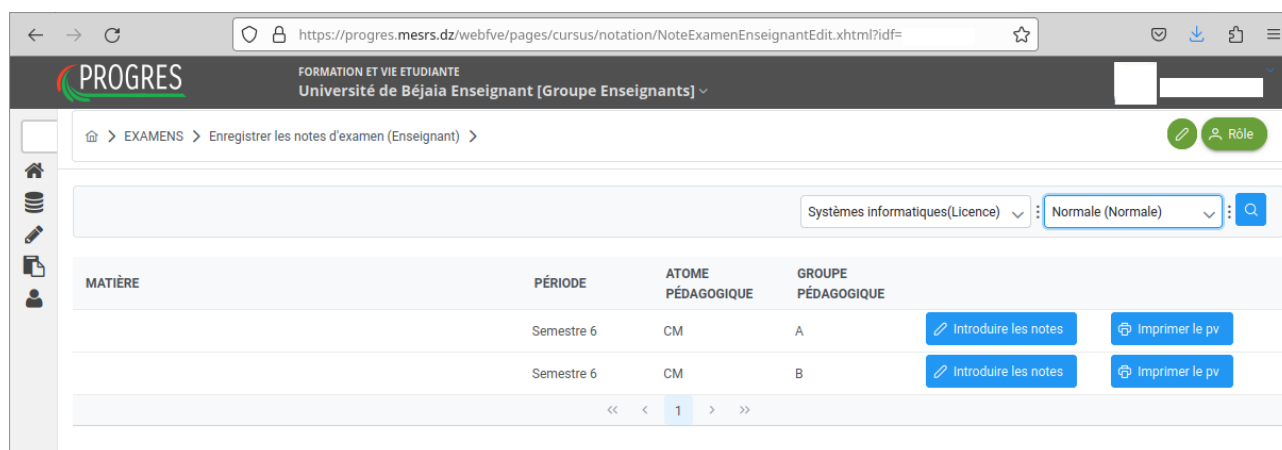 https://progres.mesrs.dz/webfve/pages/cursus/notation/NoteExamenEnseignantEdit.xhtml?idf=
PROGRES
FORMATION ET VIE ETUDIANTE
Université de Béjaia Enseignant [Groupe Enseignants]
EXAMENS > Enregistrer les notes d'examen (Enseignant) >
Rôle
Systèmes informatiques(Licence) Normale (Normale)
MATIÈRE PÉRIODE ATOME PÉDAGOGIQUE GROUPE PÉDAGOGIQUE
Semestre 6 CM A Introduire les notes Imprimer le pv
Semestre 6 CM B Introduire les notes Imprimer le pv
<< < 1 > >>